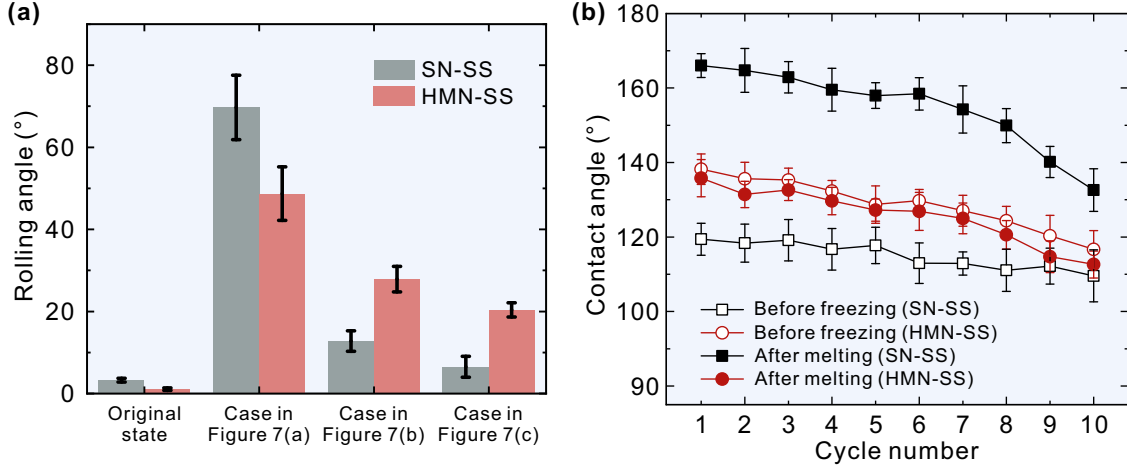 (a)
Rolling angle (°)
80
60
40
20
0
SN-SS
HMN-SS
Original state
Case in Figure 7(a)
Case in Figure 7(b)
Case in Figure 7(c)
(b)
Contact angle (°)
180
160
140
120
100
90
Before freezing (SN-SS)
Before freezing (HMN-SS)
After melting (SN-SS)
After melting (HMN-SS)
1 2 3 4 5 6 7 8 9 10
Cycle number